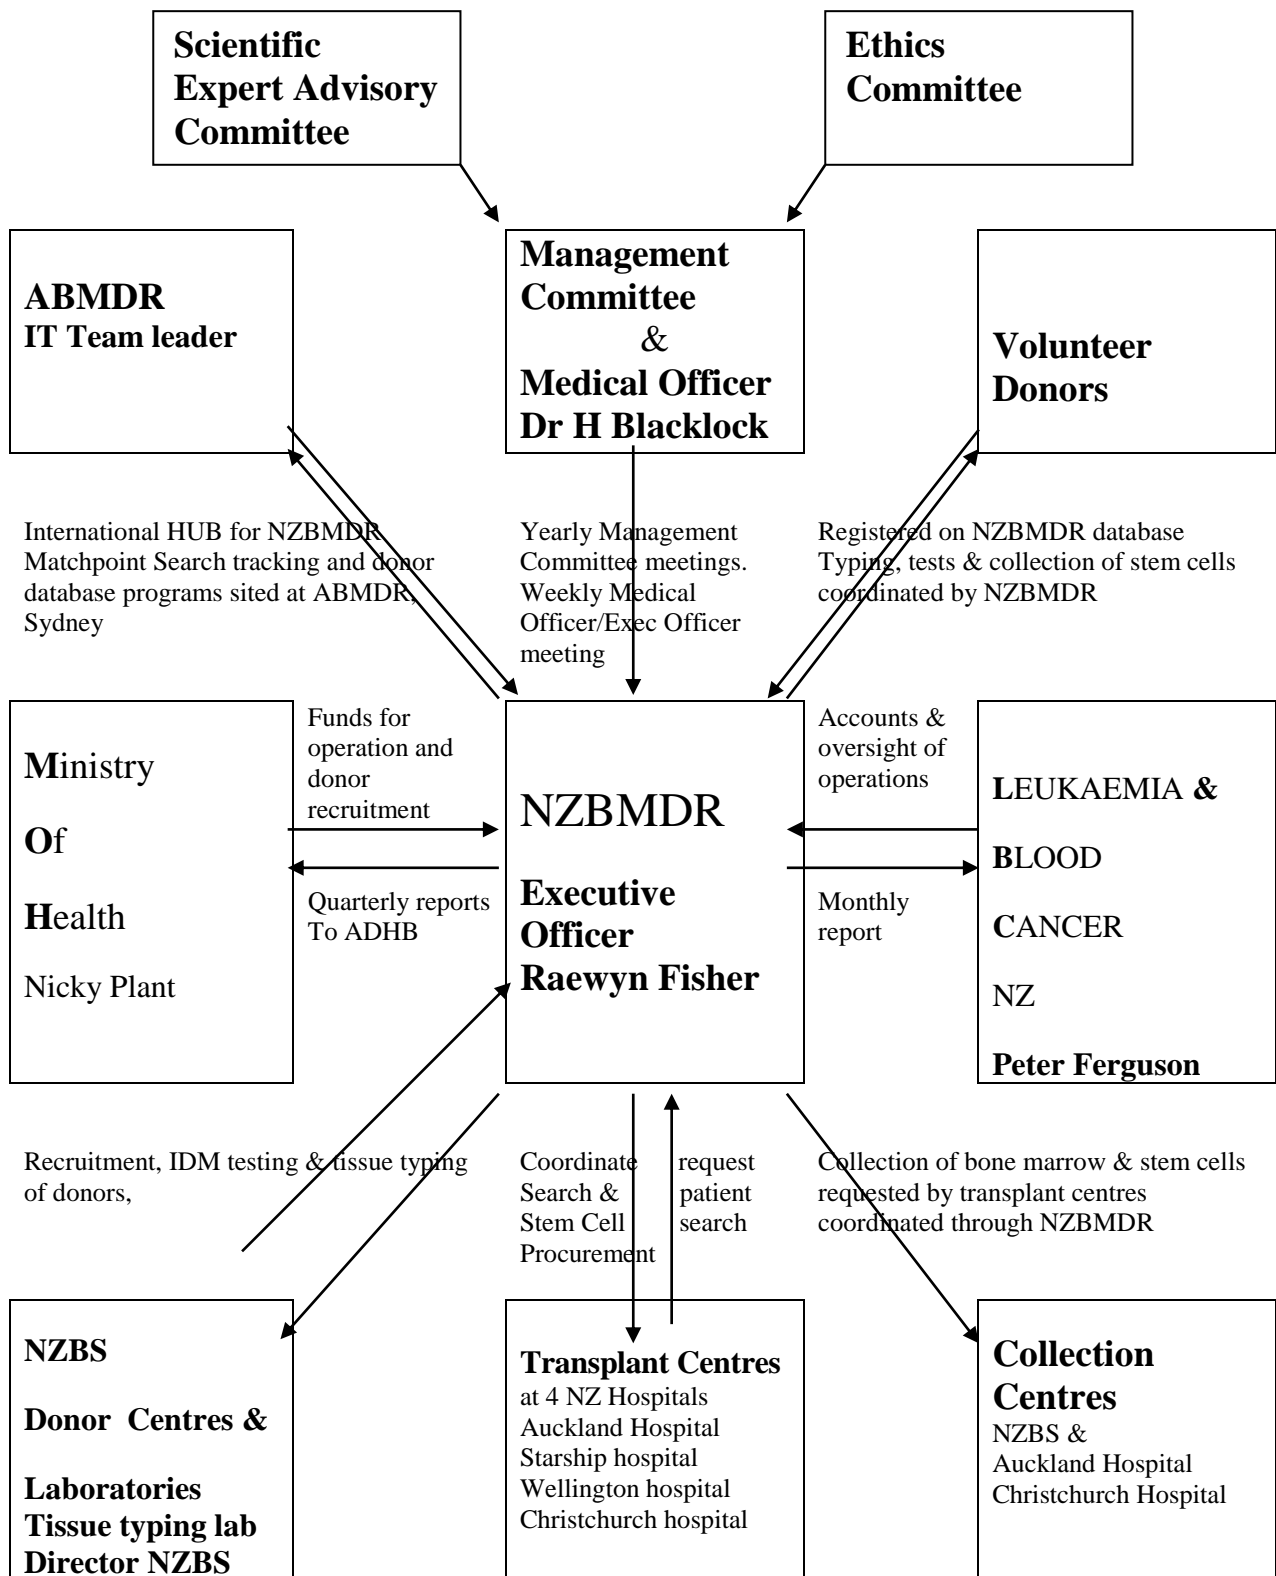 Scientific
Expert Advisory
Committee
Ethics
Committee
ABMDR
IT Team leader
Management
Committee
&
Medical Officer
Dr H Blacklock
Volunteer
Donors
International HUB for NZBMDR
Matchpoint Search tracking and donor
database programs sited at ABMDR,
Sydney
Yearly Management
Committee meetings.
Weekly Medical
Officer/Exec Officer
meeting
Registered on NZBMDR database
Typing, tests & collection of stem cells
coordinated by NZBMDR
Ministry
Of
Health
Nicky Plant
Funds for
operation and
donor
recruitment
Quarterly reports
To ADHB
NZBMDR
Executive
Officer
Raewyn Fisher
Accounts &
oversight of
operations
Monthly
report
LEUKAEMIA &
BLOOD
CANCER
NZ
Peter Ferguson
Recruitment, IDM testing & tissue typing
of donors,
Coordinate
Search &
Stem Cell
Procurement
request
patient
search
Collection of bone marrow & stem cells
requested by transplant centres
coordinated through NZBMDR
NZBS
Donor Centres &
Laboratories
Tissue typing lab
Director NZBS
Transplant Centres
at 4 NZ Hospitals
Auckland Hospital
Starship hospital
Wellington hospital
Christchurch hospital
Collection
Centres
NZBS &
Auckland Hospital
Christchurch Hospital